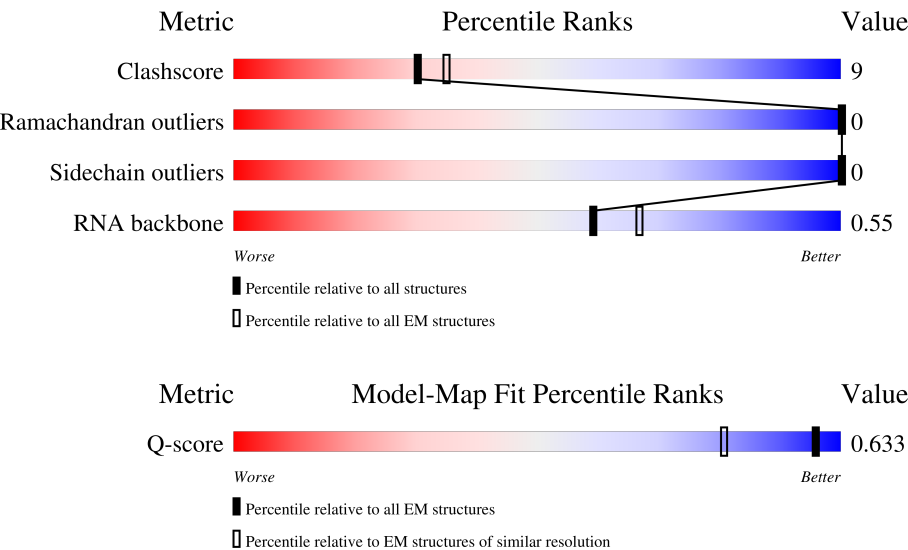 Metric Percentile Ranks Value
Clashscore 9
Ramachandran outliers 0
Sidechain outliers 0
RNA backbone 0.55
Worse Better
Percentile relative to all structures
Percentile relative to all EM structures
Metric Model-Map Fit Percentile Ranks Value
Q-score 0.633
Worse Better
Percentile relative to all EM structures
Percentile relative to EM structures of similar resolution